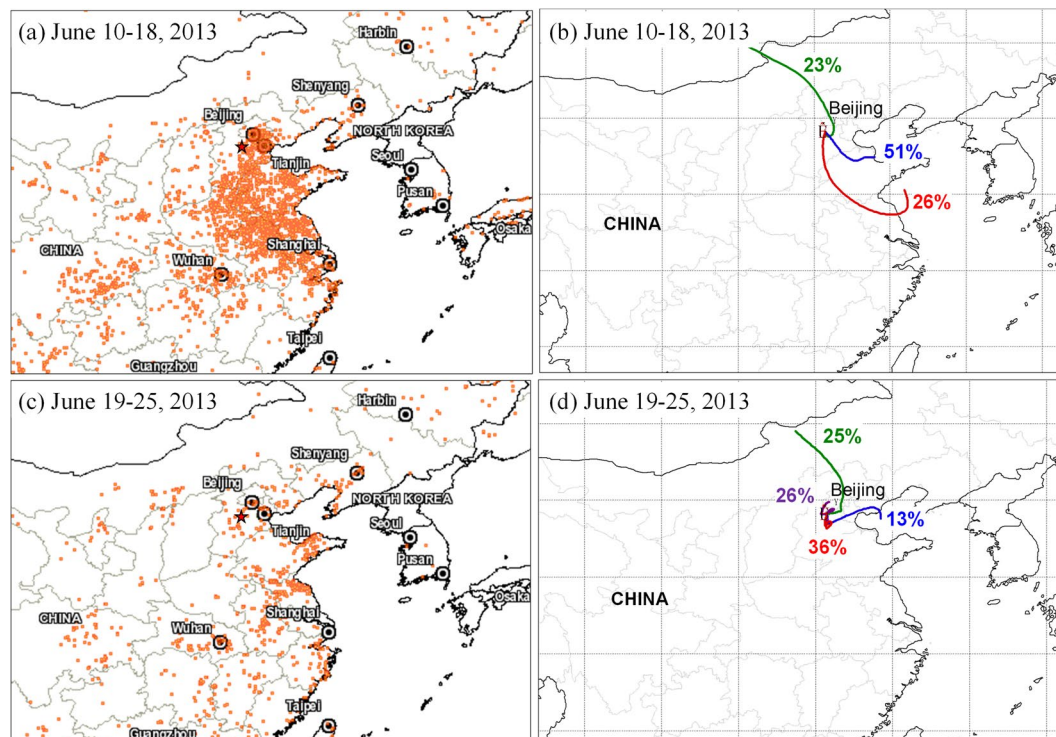 (a) June 10-18, 2013
Harbin
Shenyang
Beijing
NORTH KOREA
Tianjin
Seoul
Pusan
Osaka
Shanghai
CHINA
Wuhan
Taipei
Guangzhou
(b) June 10-18, 2013
23%
Beijing
51%
26%
CHINA
(c) June 19-25, 2013
Harbin
Shenyang
Beijing
NORTH KOREA
Tianjin
Seoul
Pusan
Osaka
Shanghai
CHINA
Wuhan
Taipei
Guangzhou
(d) June 19-25, 2013
25%
Beijing
26%
13%
36%
CHINA